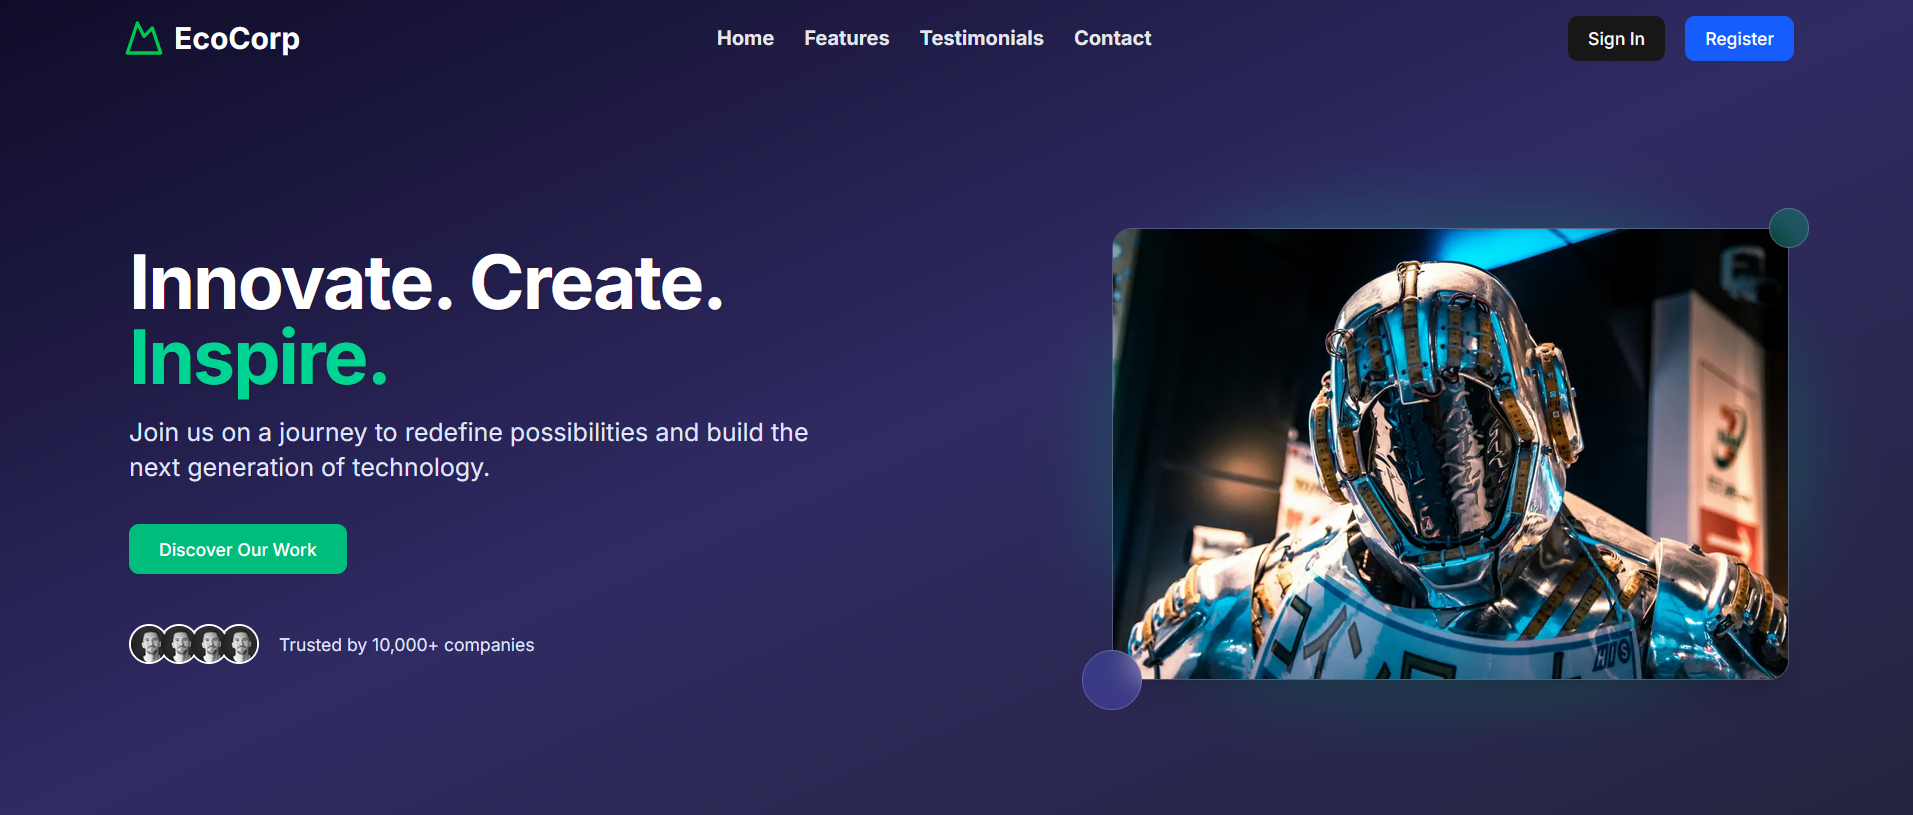 EcoCorp
Home
Features
Testimonials
Contact
Sign In
Register
Innovate. Create.
Inspire.
Join us on a journey to redefine possibilities and build the
next generation of technology.
Discover Our Work
Trusted by 10,000+ companies
HIS